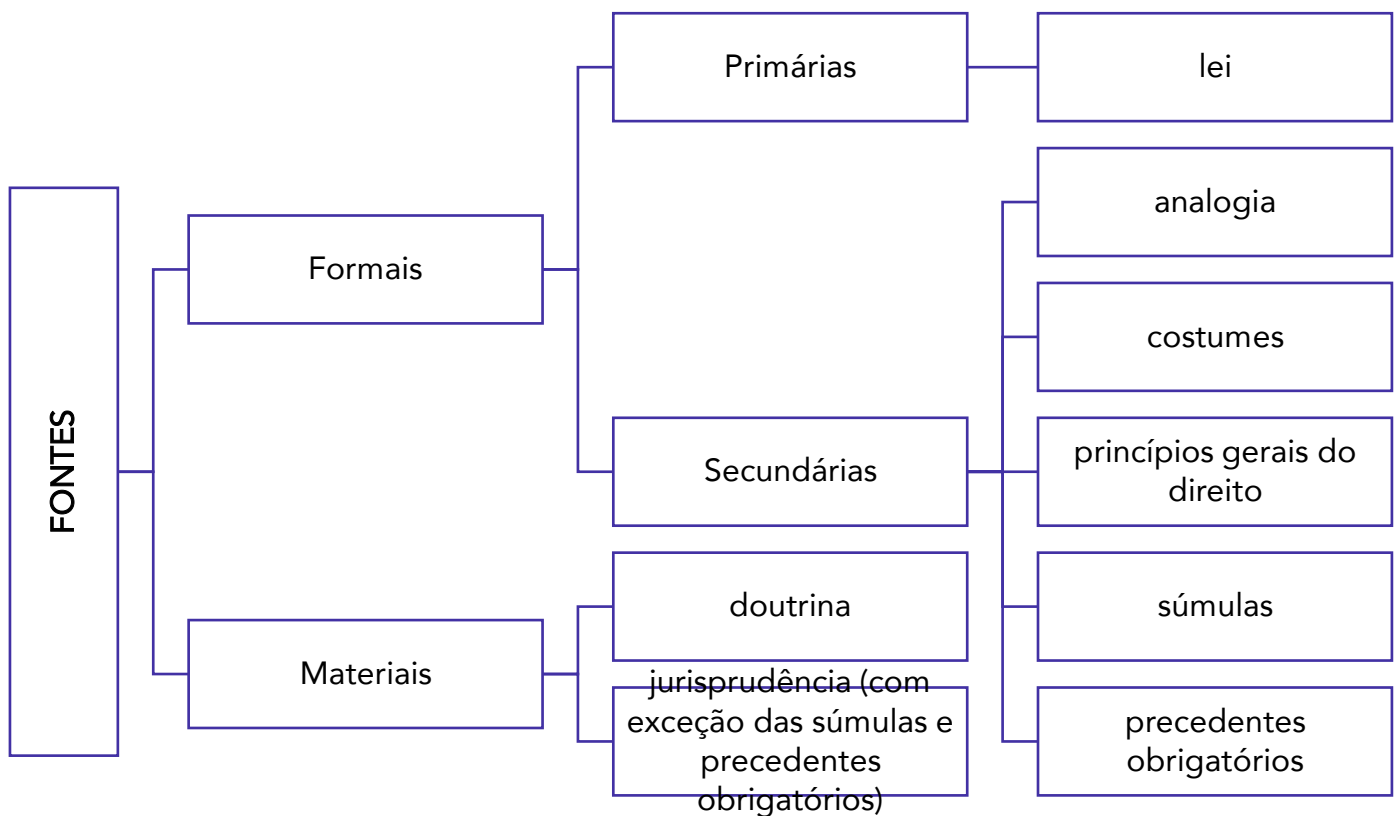 FONTES
Formais
Primárias
lei
Secundárias
analogia
costumes
princípios gerais do
direito
súmulas
precedentes
obrigatórios
Materiais
doutrina
jurisprudência (com
exceção das súmulas e
precedentes
obrigatórios)